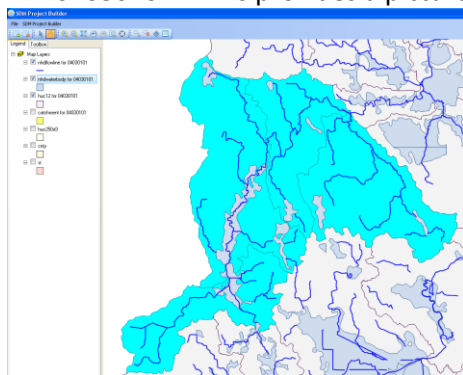 SDM Project Builder
File SDM Project Builder
Legend Toolbox
Map Layers
nhdflowline for 04030101
nhdwaterbody for 04030101
huc12 for 04030101
catchment for 04030101
huc250d3
cnty
st